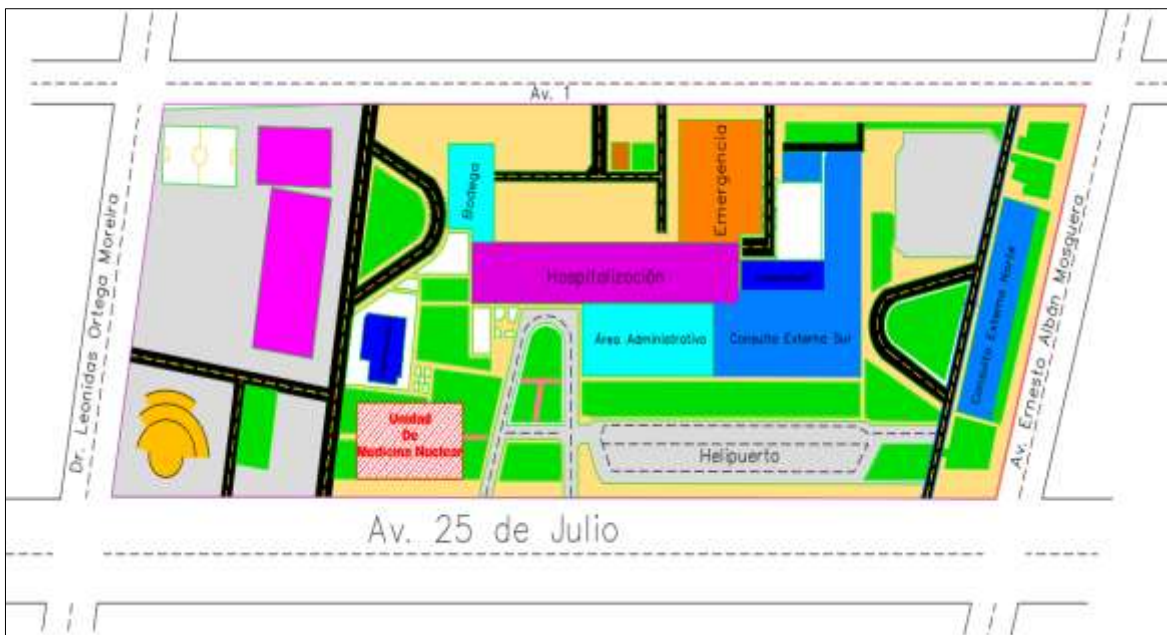 Av. 1
Dr. Leonidas Ortega Moreira
Bodega
Emergencia
Hospitalización
Área Administrativa
Consulta Externa Sur
Consulta Externa Norte
Av. Ernesto Albán Mosquera
Unidad
De
Medicina Nuclear
Helipuerto
Av. 25 de Julio